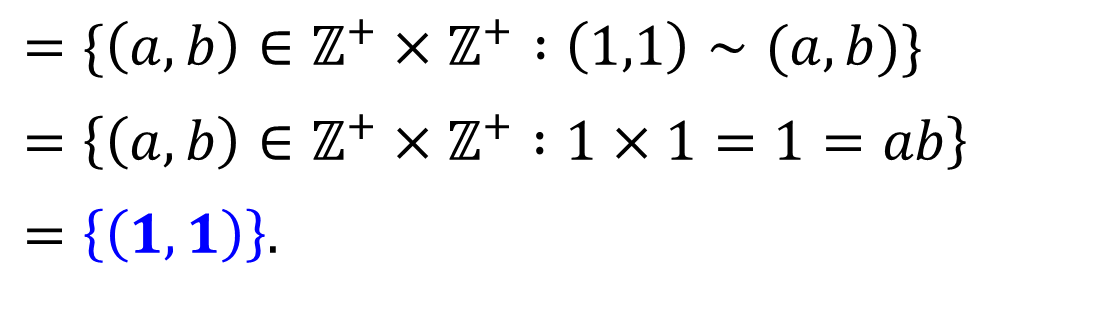 = {(a, b) ∈ ℤ⁺ × ℤ⁺ : (1,1) ~ (a, b)}
= {(a, b) ∈ ℤ⁺ × ℤ⁺ : 1 × 1 = 1 = ab}
= {(1, 1)}.